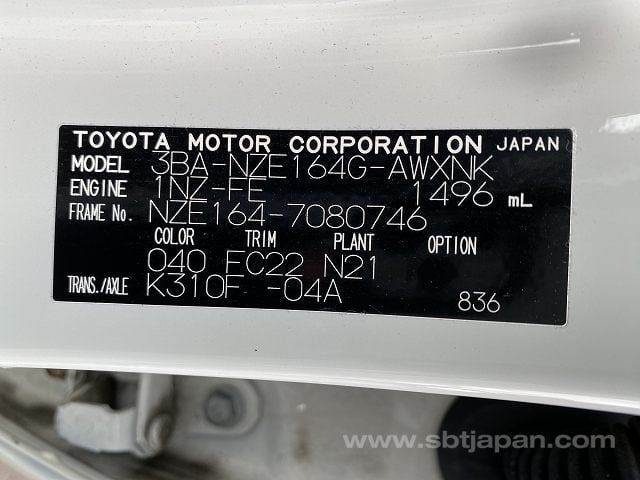 TOYOTA MOTOR CORPORATION JAPAN
MODEL 3BA-NZE164G-AWXNK
ENGINE 1NZ-FE 1496 mL
FRAME No. NZE164-7080746
COLOR TRIM PLANT OPTION
040 FC22 N21
TRANS./AXLE K310F -04A 836
www.sbtjapan.com